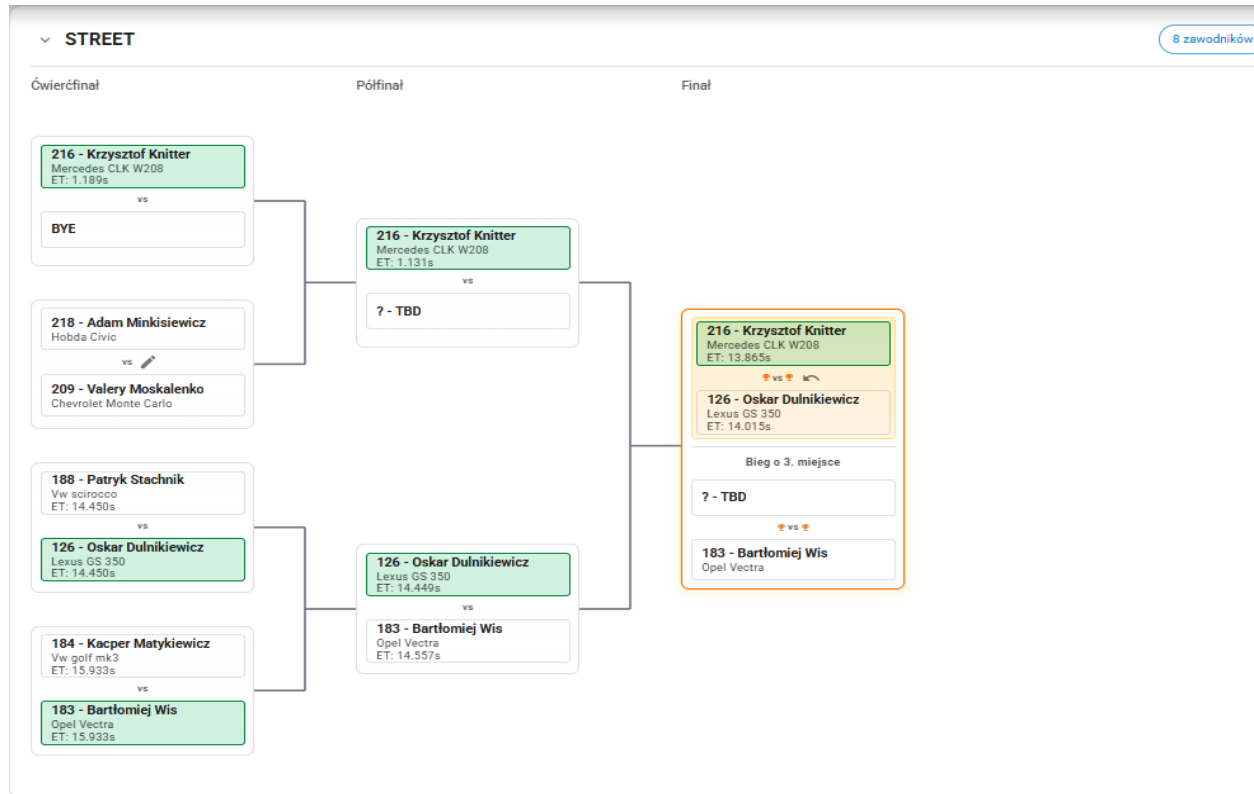 STREET
8 zawodników
Ćwierćfinał
Półfinał
Finał
216 - Krzysztof Knitter
Mercedes CLK W208
ET: 1.189s
vs
BYE
218 - Adam Minkisiewicz
Hobda Civic
vs
209 - Valery Moskalenko
Chevrolet Monte Carlo
188 - Patryk Stachnik
Vw scirocco
ET: 14.450s
vs
126 - Oskar Dulnikiewicz
Lexus GS 350
ET: 14.450s
184 - Kacper Matykiewicz
Vw golf mk3
ET: 15.933s
vs
183 - Bartłomiej Wis
Opel Vectra
ET: 15.933s
216 - Krzysztof Knitter
Mercedes CLK W208
ET: 1.131s
vs
? - TBD
126 - Oskar Dulnikiewicz
Lexus GS 350
ET: 14.449s
vs
183 - Bartłomiej Wis
Opel Vectra
ET: 14.557s
216 - Krzysztof Knitter
Mercedes CLK W208
ET: 13.865s
vs
126 - Oskar Dulnikiewicz
Lexus GS 350
ET: 14.015s
Bieg o 3. miejsce
? - TBD
vs
183 - Bartłomiej Wis
Opel Vectra